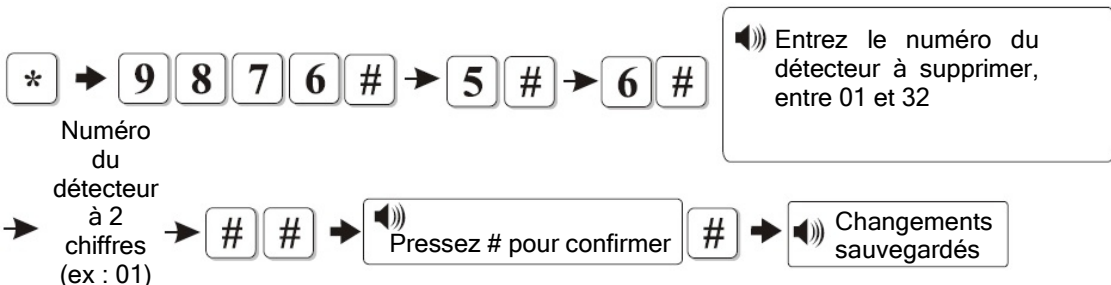 * 9 8 7 6 # 5 # 6 #
Entrez le numéro du
détecteur à supprimer,
entre 01 et 32
Numéro
du
détecteur
à 2
chiffres
(ex : 01)
# #
Pressez # pour confirmer
#
Changements
sauvegardés